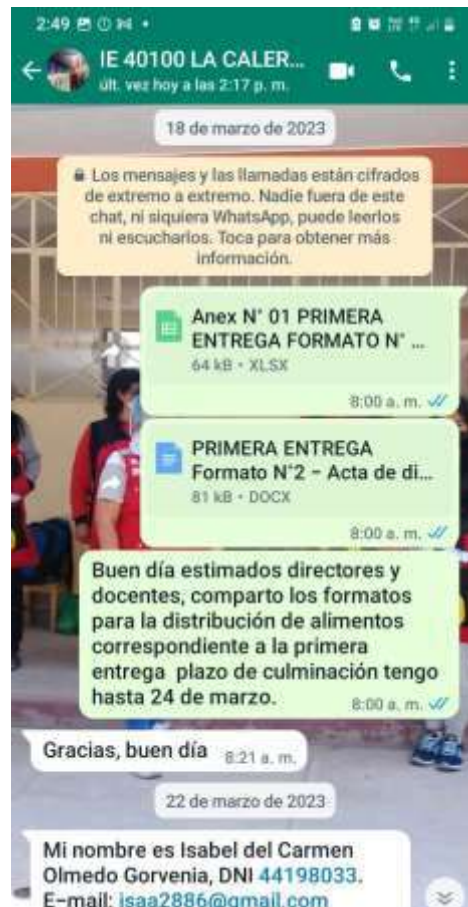 2:49
IE 40100 LA CALER...
últ. vez hoy a las 2:17 p. m.
18 de marzo de 2023
Los mensajes y las llamadas están cifrados
de extremo a extremo. Nadie fuera de este
chat, ni siquiera WhatsApp, puede leerlos
ni escucharlos. Toca para obtener más
información.
Anex N° 01 PRIMERA
ENTREGA FORMATO N° ...
64 kB • XLSX
8:00 a. m.
PRIMERA ENTREGA
Formato N°2 – Acta de di...
81 kB • DOCX
8:00 a. m.
Buen día estimados directores y
docentes, comparto los formatos
para la distribución de alimentos
correspondiente a la primera
entrega plazo de culminación tengo
hasta 24 de marzo.
8:00 a. m.
Gracias, buen día 8:21 a. m.
22 de marzo de 2023
Mi nombre es Isabel del Carmen
Olmedo Gorvenia, DNI 44198033.
E-mail: isaa2886@gmail.com